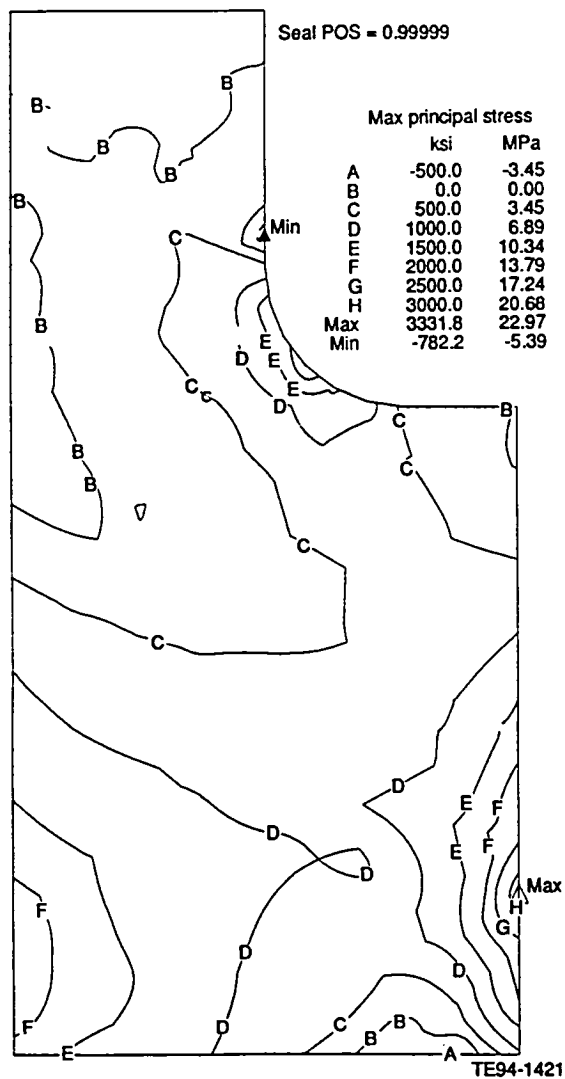 Seal POS = 0.99999
Max principal stress
ksi MPa
A -500.0 -3.45
B 0.0 0.00
C 500.0 3.45
D 1000.0 6.89
E 1500.0 10.34
F 2000.0 13.79
G 2500.0 17.24
H 3000.0 20.68
Max 3331.8 22.97
Min -782.2 -5.39
B
B
B
B
B
Min
C
B
E
D
E
E
C
c
D
B
C
C
B
B
C
C
D
E
F
D
E
F
D
Max
F
H
G
D
D
F
D
C
B
B
E
A
TE94-1421